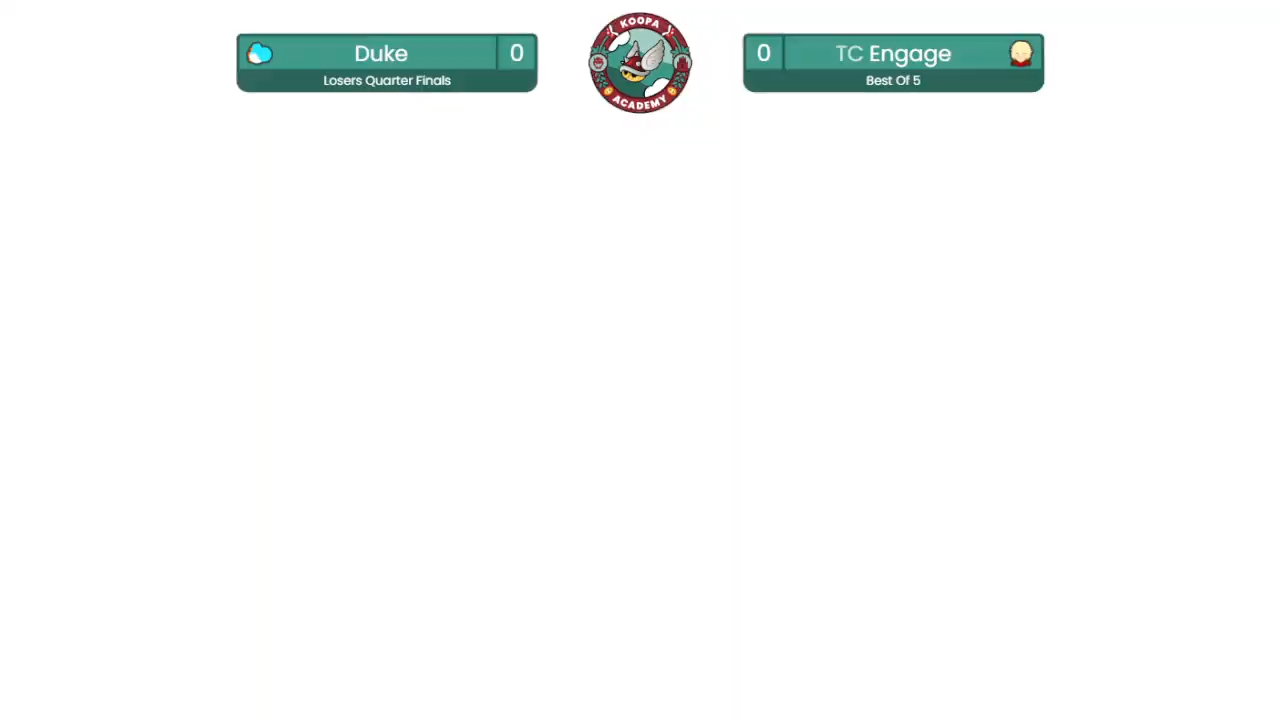 Duke 0
Losers Quarter Finals
KOOPA
ACADEMY
0 TC Engage
Best Of 5